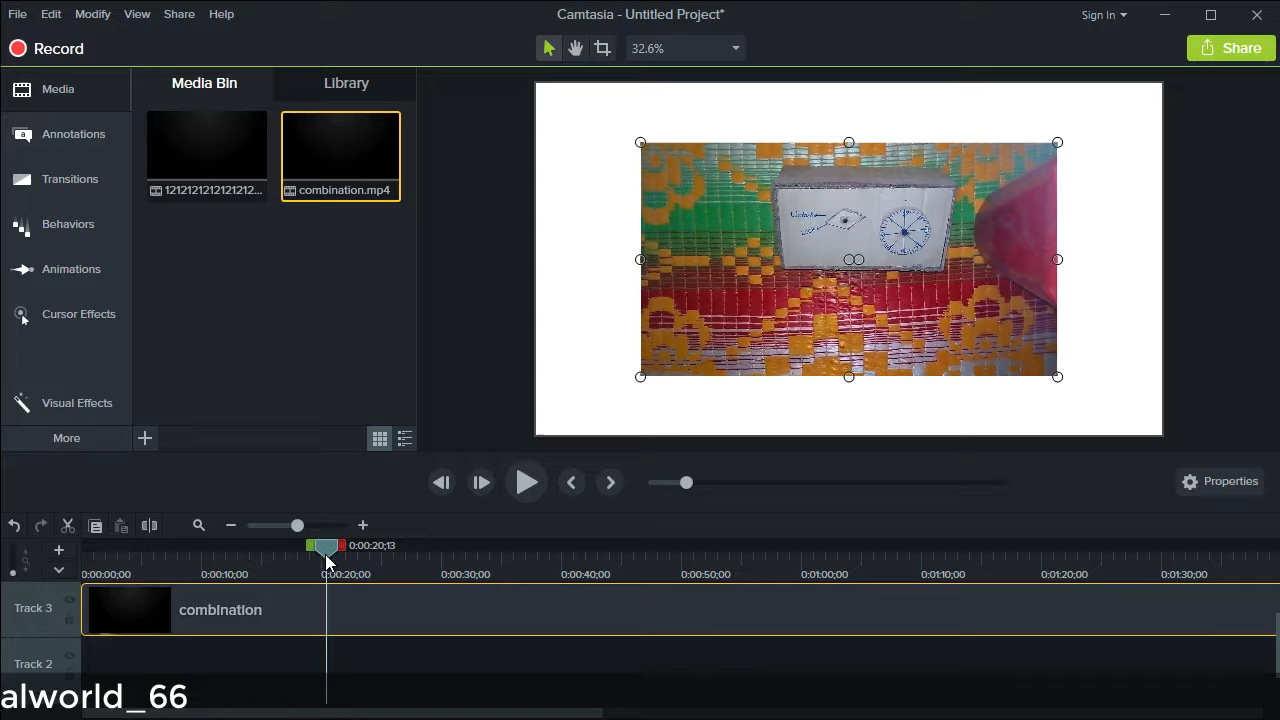 File Edit Modify View Share Help
Camtasia - Untitled Project*
Sign In
Record
32.6%
Share
Media
Media Bin
Library
Annotations
Transitions
Behaviors
Animations
Cursor Effects
Visual Effects
More
combination.mp4
Properties
0:00:20;13
0:00:00;00 0:00:10;00 0:00:20;00 0:00:30;00 0:00:40;00 0:00:50;00 0:01:00;00 0:01:10;00 0:01:20;00 0:01:30;00
Track 3
combination
Track 2
alworld_66